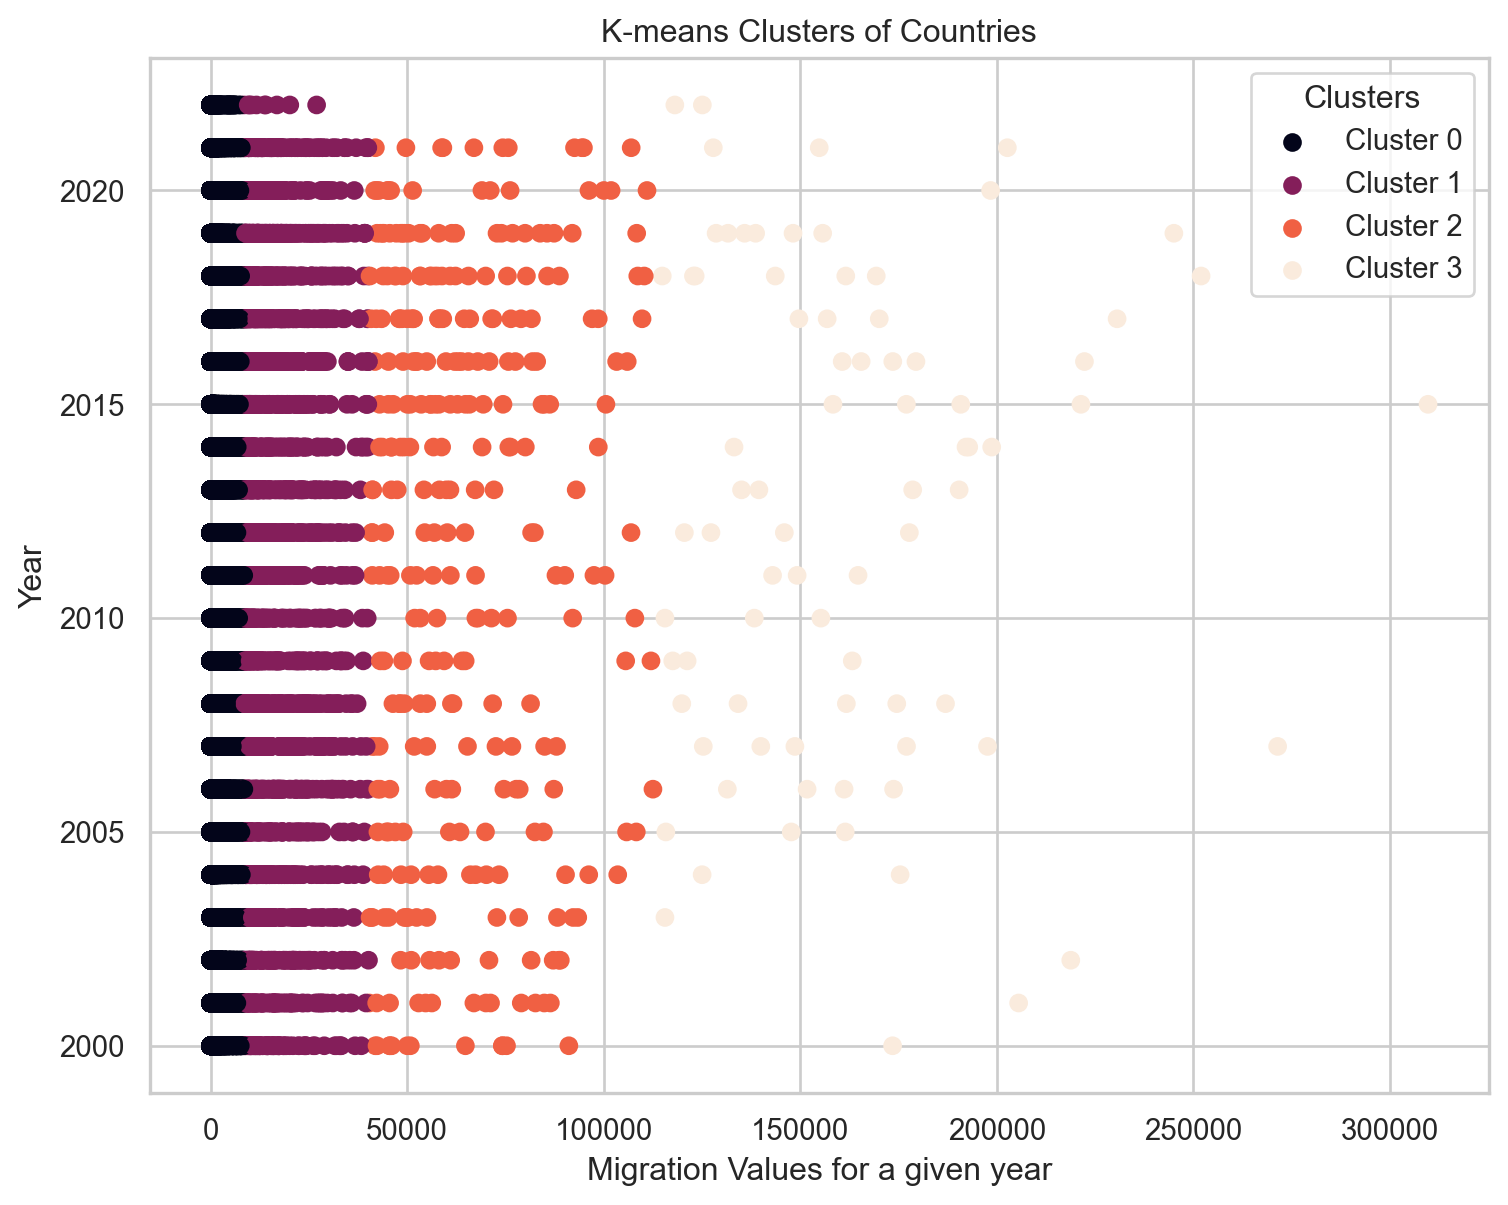 K-means Clusters of Countries
Clusters
Cluster 0
Cluster 1
Cluster 2
Cluster 3
Year
2020
2015
2010
2005
2000
0 50000 100000 150000 200000 250000 300000
Migration Values for a given year